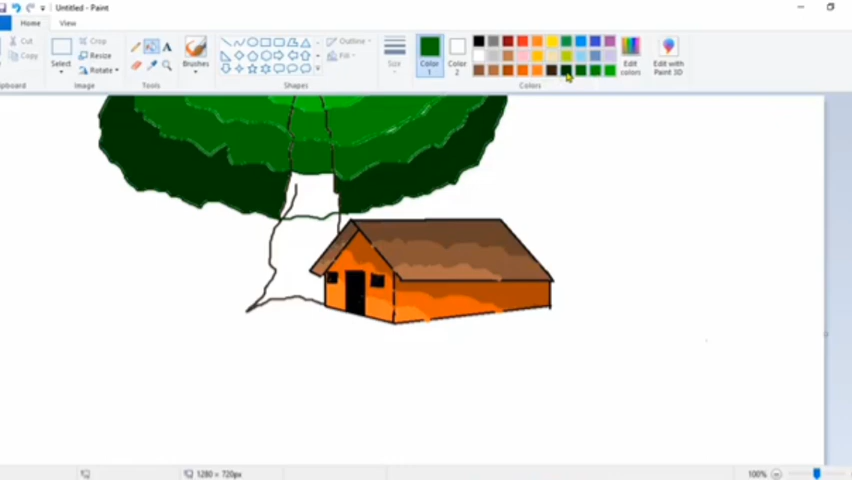 Untitled - Paint
Home View
Cut Crop Outline
Copy Resize Fill Edit Edit with
Select Rotate Brushes Size Color 1 Color 2 colors Paint 3D
lipboard Image Tools Shapes Colors
1280 × 720px 100%